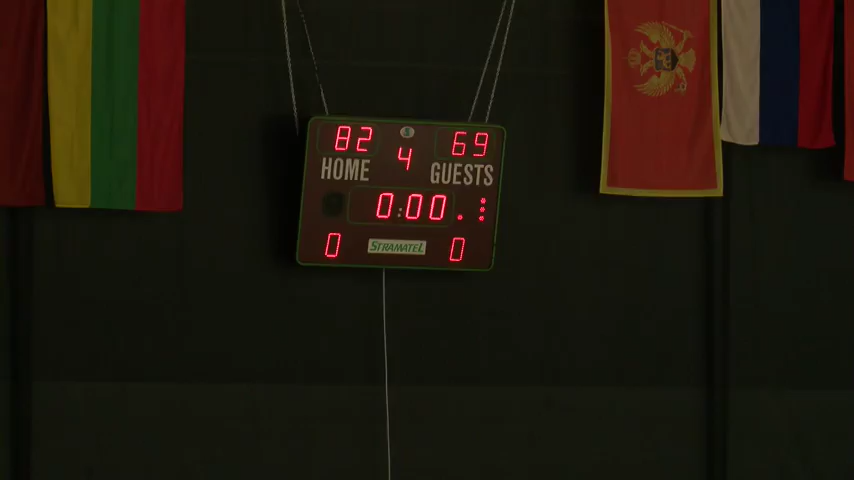 82 S 69
4
HOME GUESTS
0:00.
0 STRAMATEL 0